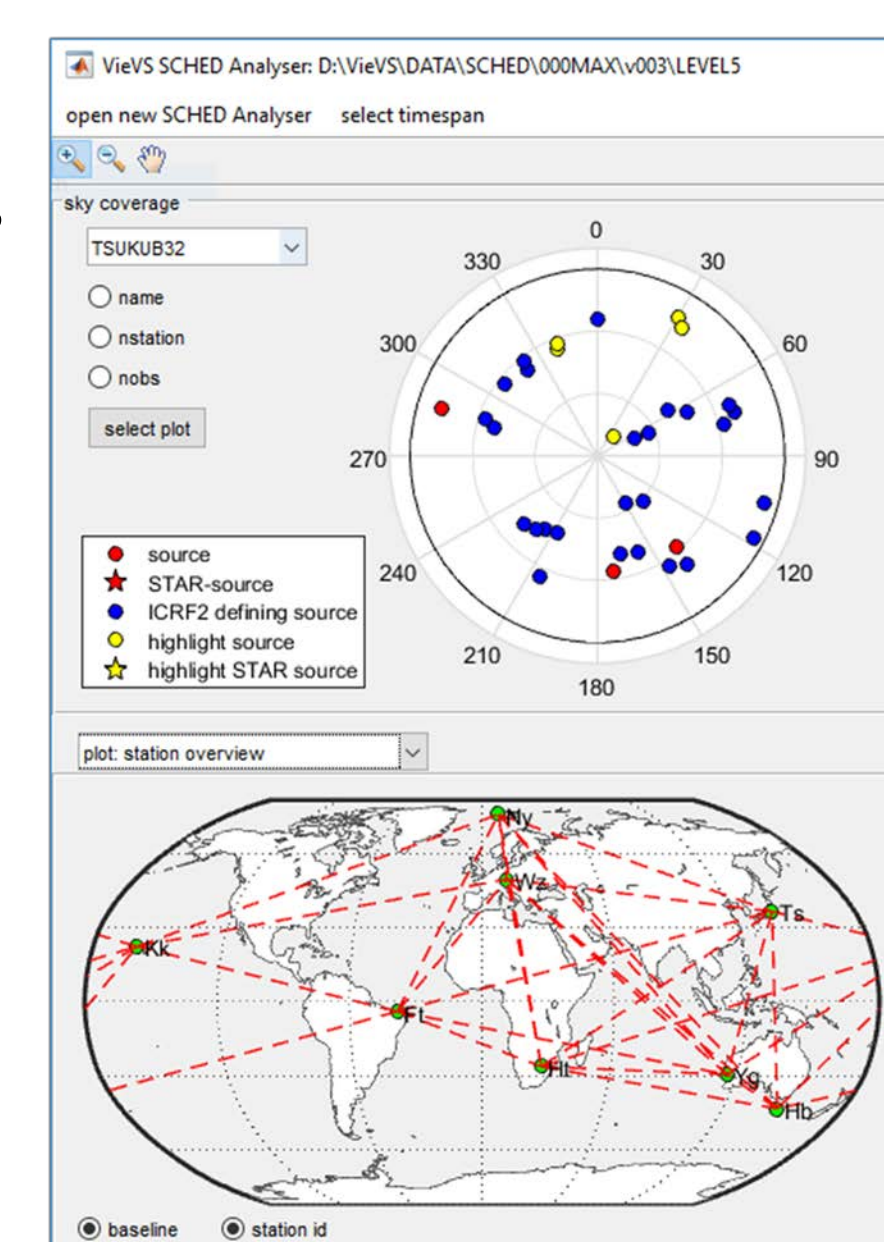 VieVS SCHED Analyser: D:\VieVS\DATA\SCHED\000MAX\v003\LEVEL5
open new SCHED Analyser select timespan
sky coverage
TSUKUB32
name
nstation
nobs
select plot
0
30
60
90
120
150
180
210
240
270
300
330
source
STAR-source
ICRF2 defining source
highlight source
highlight STAR source
plot: station overview
Ny
Wz
Ts
Kk
Ft
Ht
Yg
Hb
baseline station id